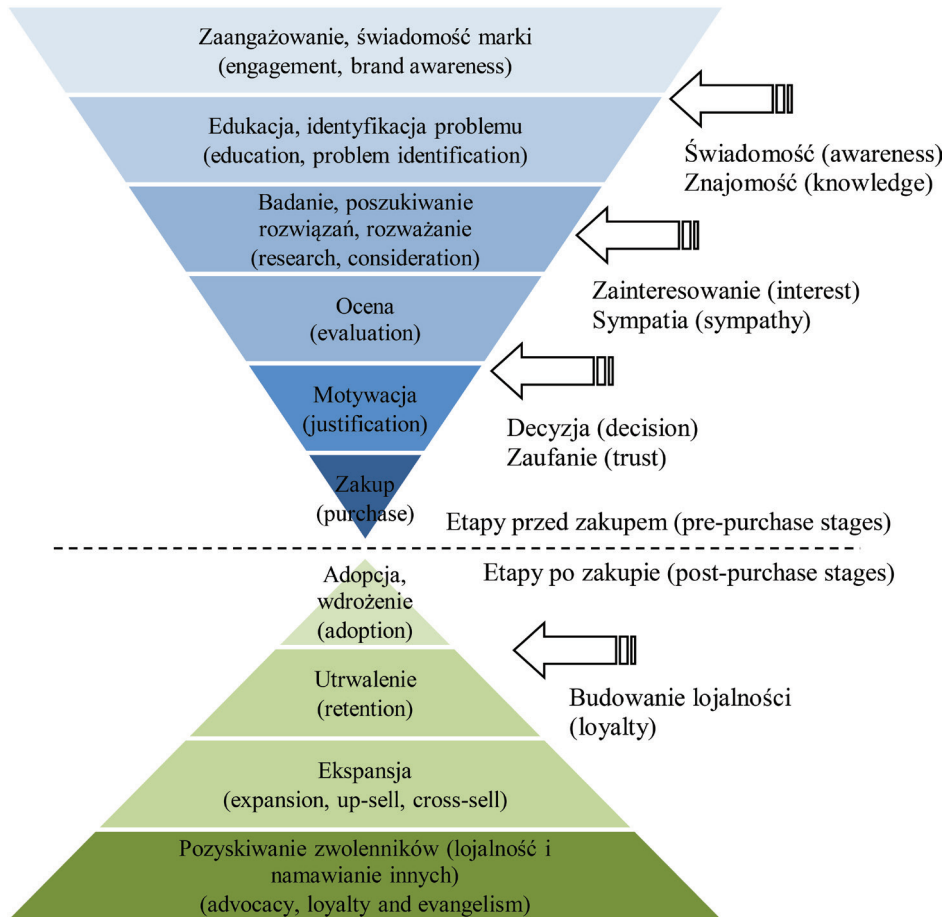 Zaangażowanie, świadomość marki
(engagement, brand awareness)
Edukacja, identyfikacja problemu
(education, problem identification)
Świadomość (awareness)
Znajomość (knowledge)
Badanie, poszukiwanie
rozwiązań, rozważanie
(research, consideration)
Zainteresowanie (interest)
Sympatia (sympathy)
Ocena
(evaluation)
Motywacja
(justification)
Decyzja (decision)
Zaufanie (trust)
Zakup
(purchase)
Etapy przed zakupem (pre-purchase stages)
Etapy po zakupie (post-purchase stages)
Adopcja,
wdrożenie
(adoption)
Utrwalenie
(retention)
Budowanie lojalności
(loyalty)
Ekspansja
(expansion, up-sell, cross-sell)
Pozyskiwanie zwolenników (lojalność i
namawianie innych)
(advocacy, loyalty and evangelism)